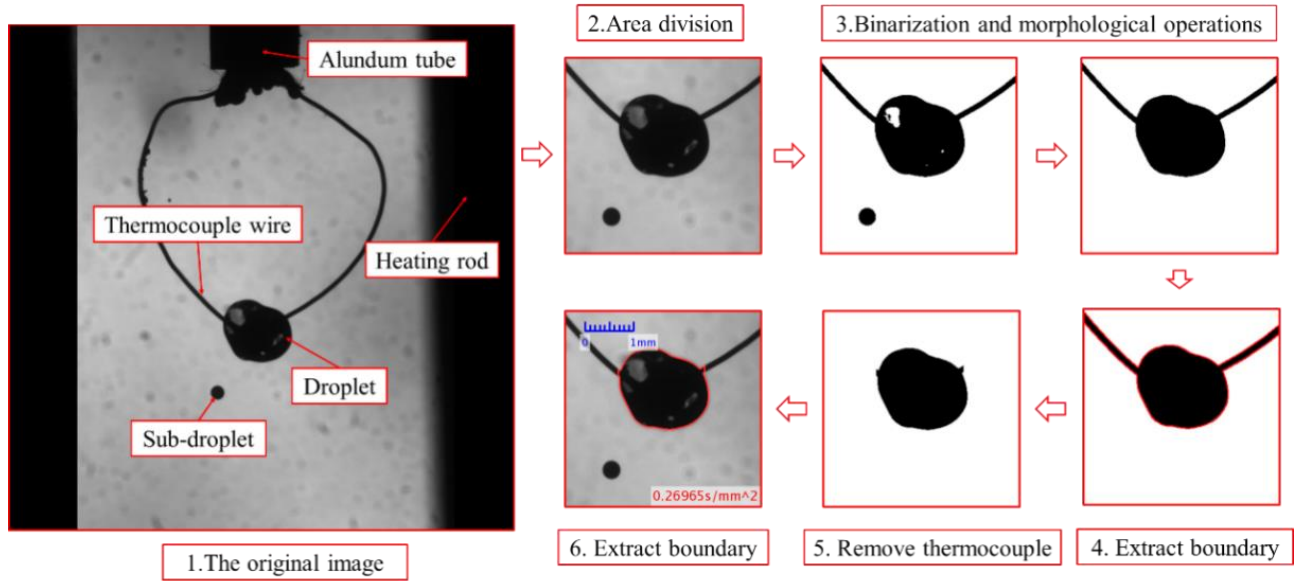 Alundum tube
Thermocouple wire
Heating rod
Droplet
Sub-droplet
1.The original image
2.Area division
3.Binarization and morphological operations
0
1mm
0.26965s/mm^2
6. Extract boundary
5. Remove thermocouple
4. Extract boundary